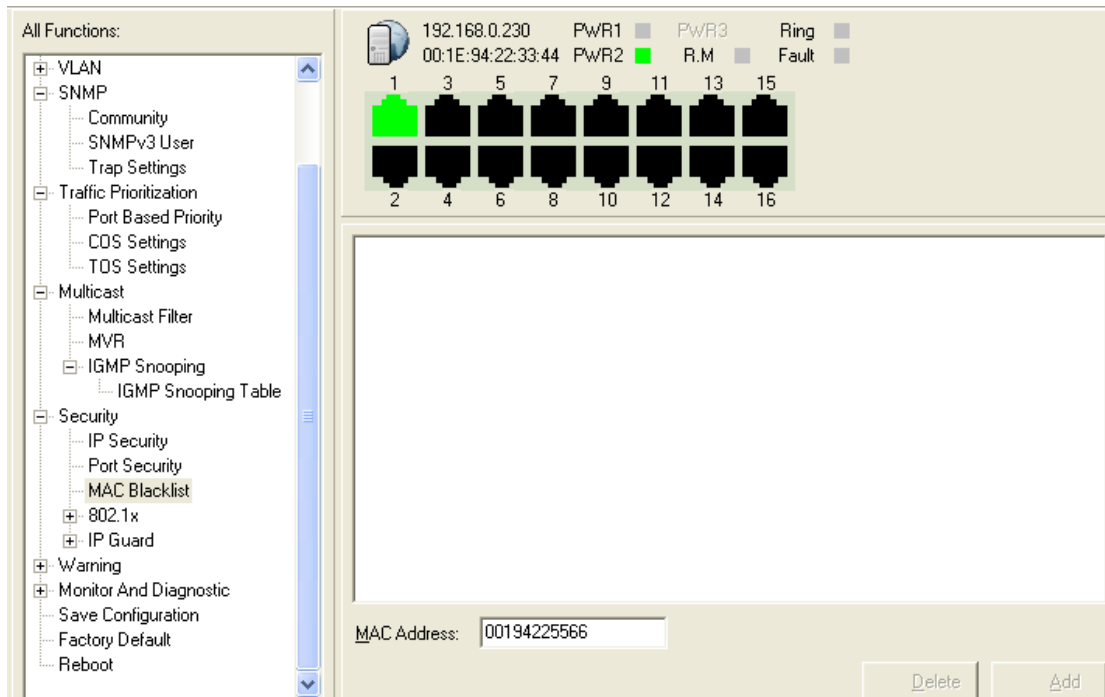 All Functions:
VLAN
SNMP
Community
SNMPv3 User
Trap Settings
Traffic Prioritization
Port Based Priority
COS Settings
TOS Settings
Multicast
Multicast Filter
MVR
IGMP Snooping
IGMP Snooping Table
Security
IP Security
Port Security
MAC Blacklist
802.1x
IP Guard
Warning
Monitor And Diagnostic
Save Configuration
Factory Default
Reboot
192.168.0.230 PWR1 PWR3 Ring
00:1E:94:22:33:44 PWR2 R.M Fault
1 3 5 7 9 11 13 15
2 4 6 8 10 12 14 16
MAC Address: 00194225566
Delete Add